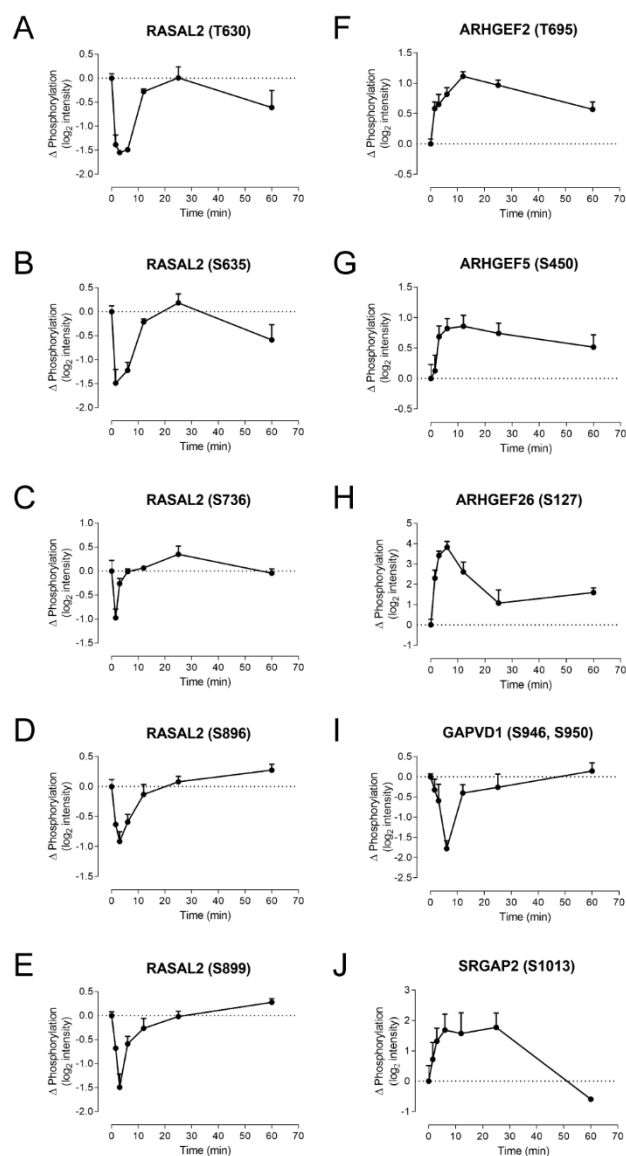 A
RASAL2 (T630)
Δ Phosphorylation
(log2 intensity)
0.5
0.0
-0.5
-1.0
-1.5
-2.0
0 10 20 30 40 50 60 70
Time (min)
B
RASAL2 (S635)
Δ Phosphorylation
(log2 intensity)
0.5
0.0
-0.5
-1.0
-1.5
-2.0
0 10 20 30 40 50 60 70
Time (min)
C
RASAL2 (S736)
Δ Phosphorylation
(log2 intensity)
1.0
0.5
0.0
-0.5
-1.0
-1.5
0 10 20 30 40 50 60 70
Time (min)
D
RASAL2 (S896)
Δ Phosphorylation
(log2 intensity)
0.5
0.0
-0.5
-1.0
-1.5
0 10 20 30 40 50 60 70
Time (min)
E
RASAL2 (S899)
Δ Phosphorylation
(log2 intensity)
0.5
0.0
-0.5
-1.0
-1.5
-2.0
0 10 20 30 40 50 60 70
Time (min)
F
ARHGEF2 (T695)
Δ Phosphorylation
(log2 intensity)
1.5
1.0
0.5
0.0
-0.5
0 10 20 30 40 50 60 70
Time (min)
G
ARHGEF5 (S450)
Δ Phosphorylation
(log2 intensity)
1.5
1.0
0.5
0.0
-0.5
0 10 20 30 40 50 60 70
Time (min)
H
ARHGEF26 (S127)
Δ Phosphorylation
(log2 intensity)
5
4
3
2
1
0
-1
0 10 20 30 40 50 60 70
Time (min)
I
GAPVD1 (S946, S950)
Δ Phosphorylation
(log2 intensity)
0.5
0.0
-0.5
-1.0
-1.5
-2.0
-2.5
0 10 20 30 40 50 60 70
Time (min)
J
SRGAP2 (S1013)
Δ Phosphorylation
(log2 intensity)
3
2
1
0
-1
0 10 20 30 40 50 60 70
Time (min)